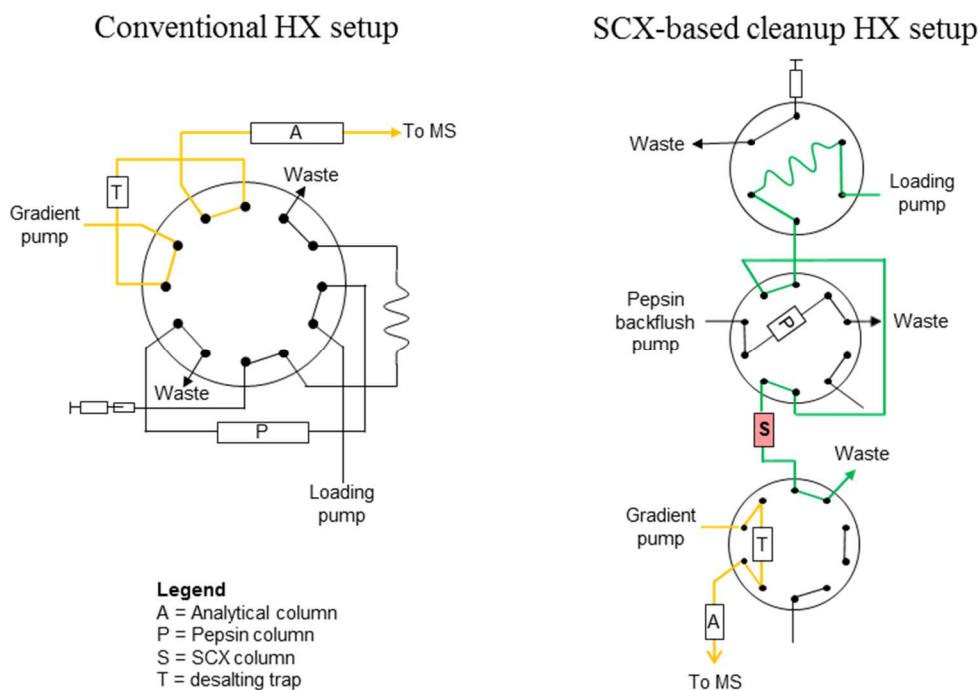 Conventional HX setup
A
To MS
T
Waste
Gradient
pump
Waste
P
Loading
pump
Legend
A = Analytical column
P = Pepsin column
S = SCX column
T = desalting trap
SCX-based cleanup HX setup
Waste
Loading
pump
Pepsin
backflush
pump
P
Waste
S
Waste
Gradient
pump
T
A
To MS